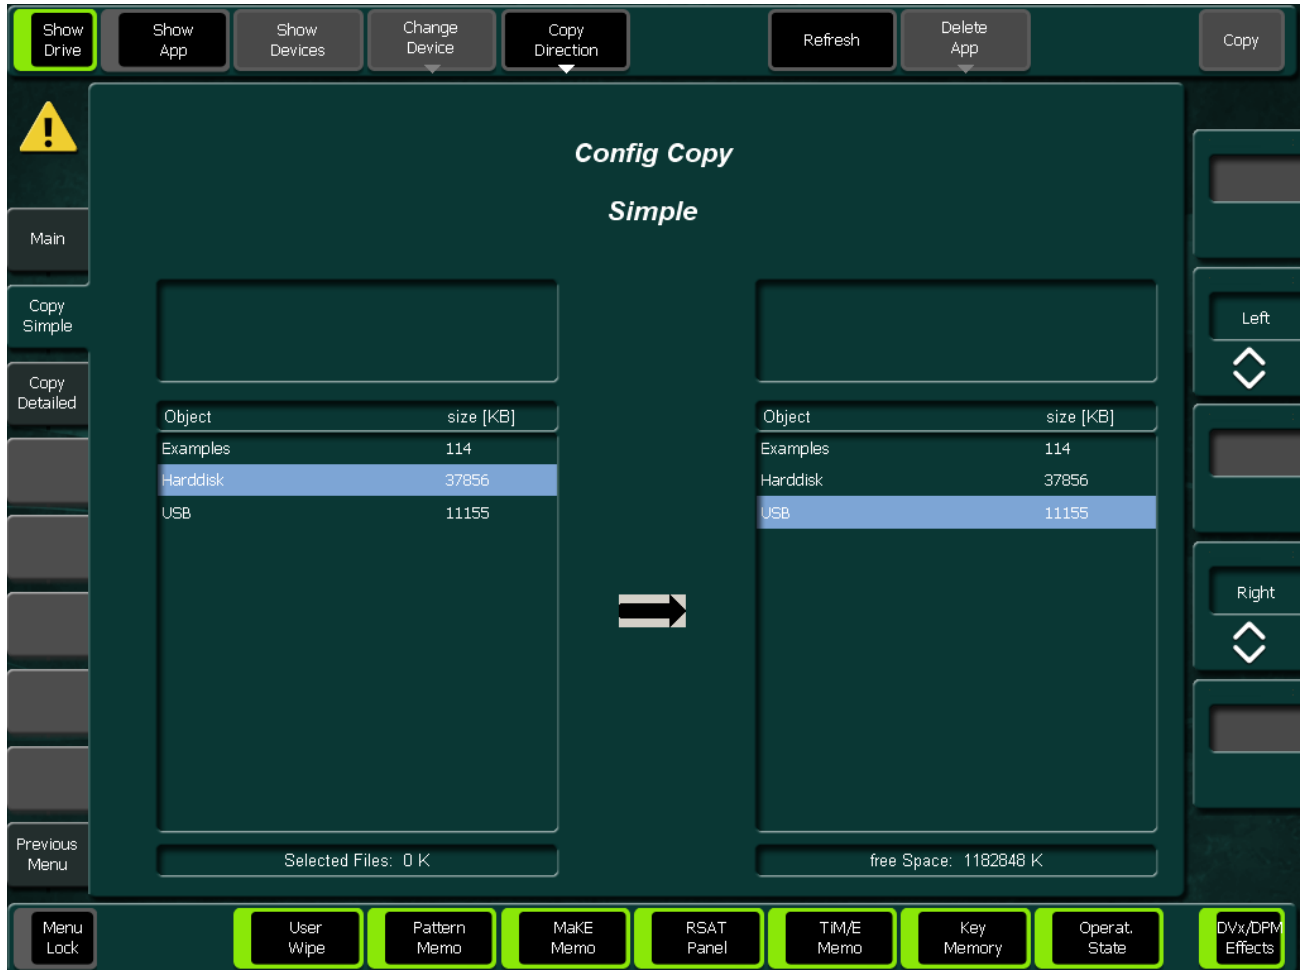 Show
Drive
Show
App
Show
Devices
Change
Device
Copy
Direction
Refresh
Delete
App
Copy
Config Copy
Simple
Main
Copy
Simple
Copy
Detailed
Previous
Menu
Object size [KB]
Examples 114
Harddisk 37856
USB 11155
Selected Files: 0 K
Object size [KB]
Examples 114
Harddisk 37856
USB 11155
free Space: 1182848 K
Left
Right
Menu
Lock
User
Wipe
Pattern
Memo
MaKE
Memo
RSAT
Panel
TiM/E
Memo
Key
Memory
Operat.
State
DVx/DPM
Effects